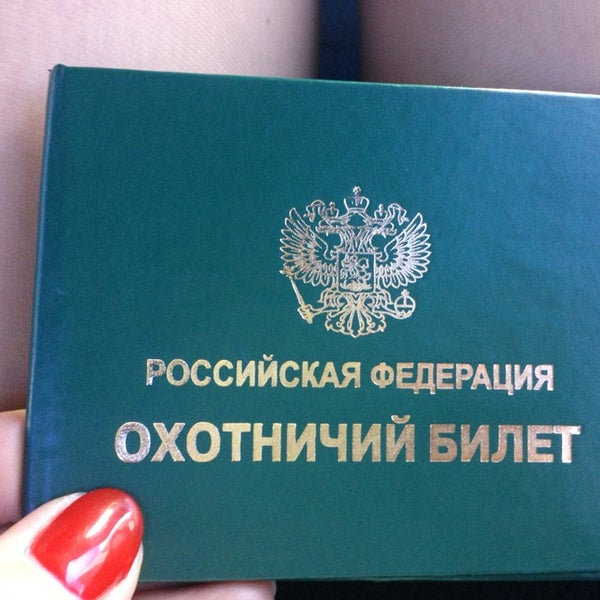 РОССИЙСКАЯ ФЕДЕРАЦИЯ
ОХОТНИЧИЙ БИЛЕТ